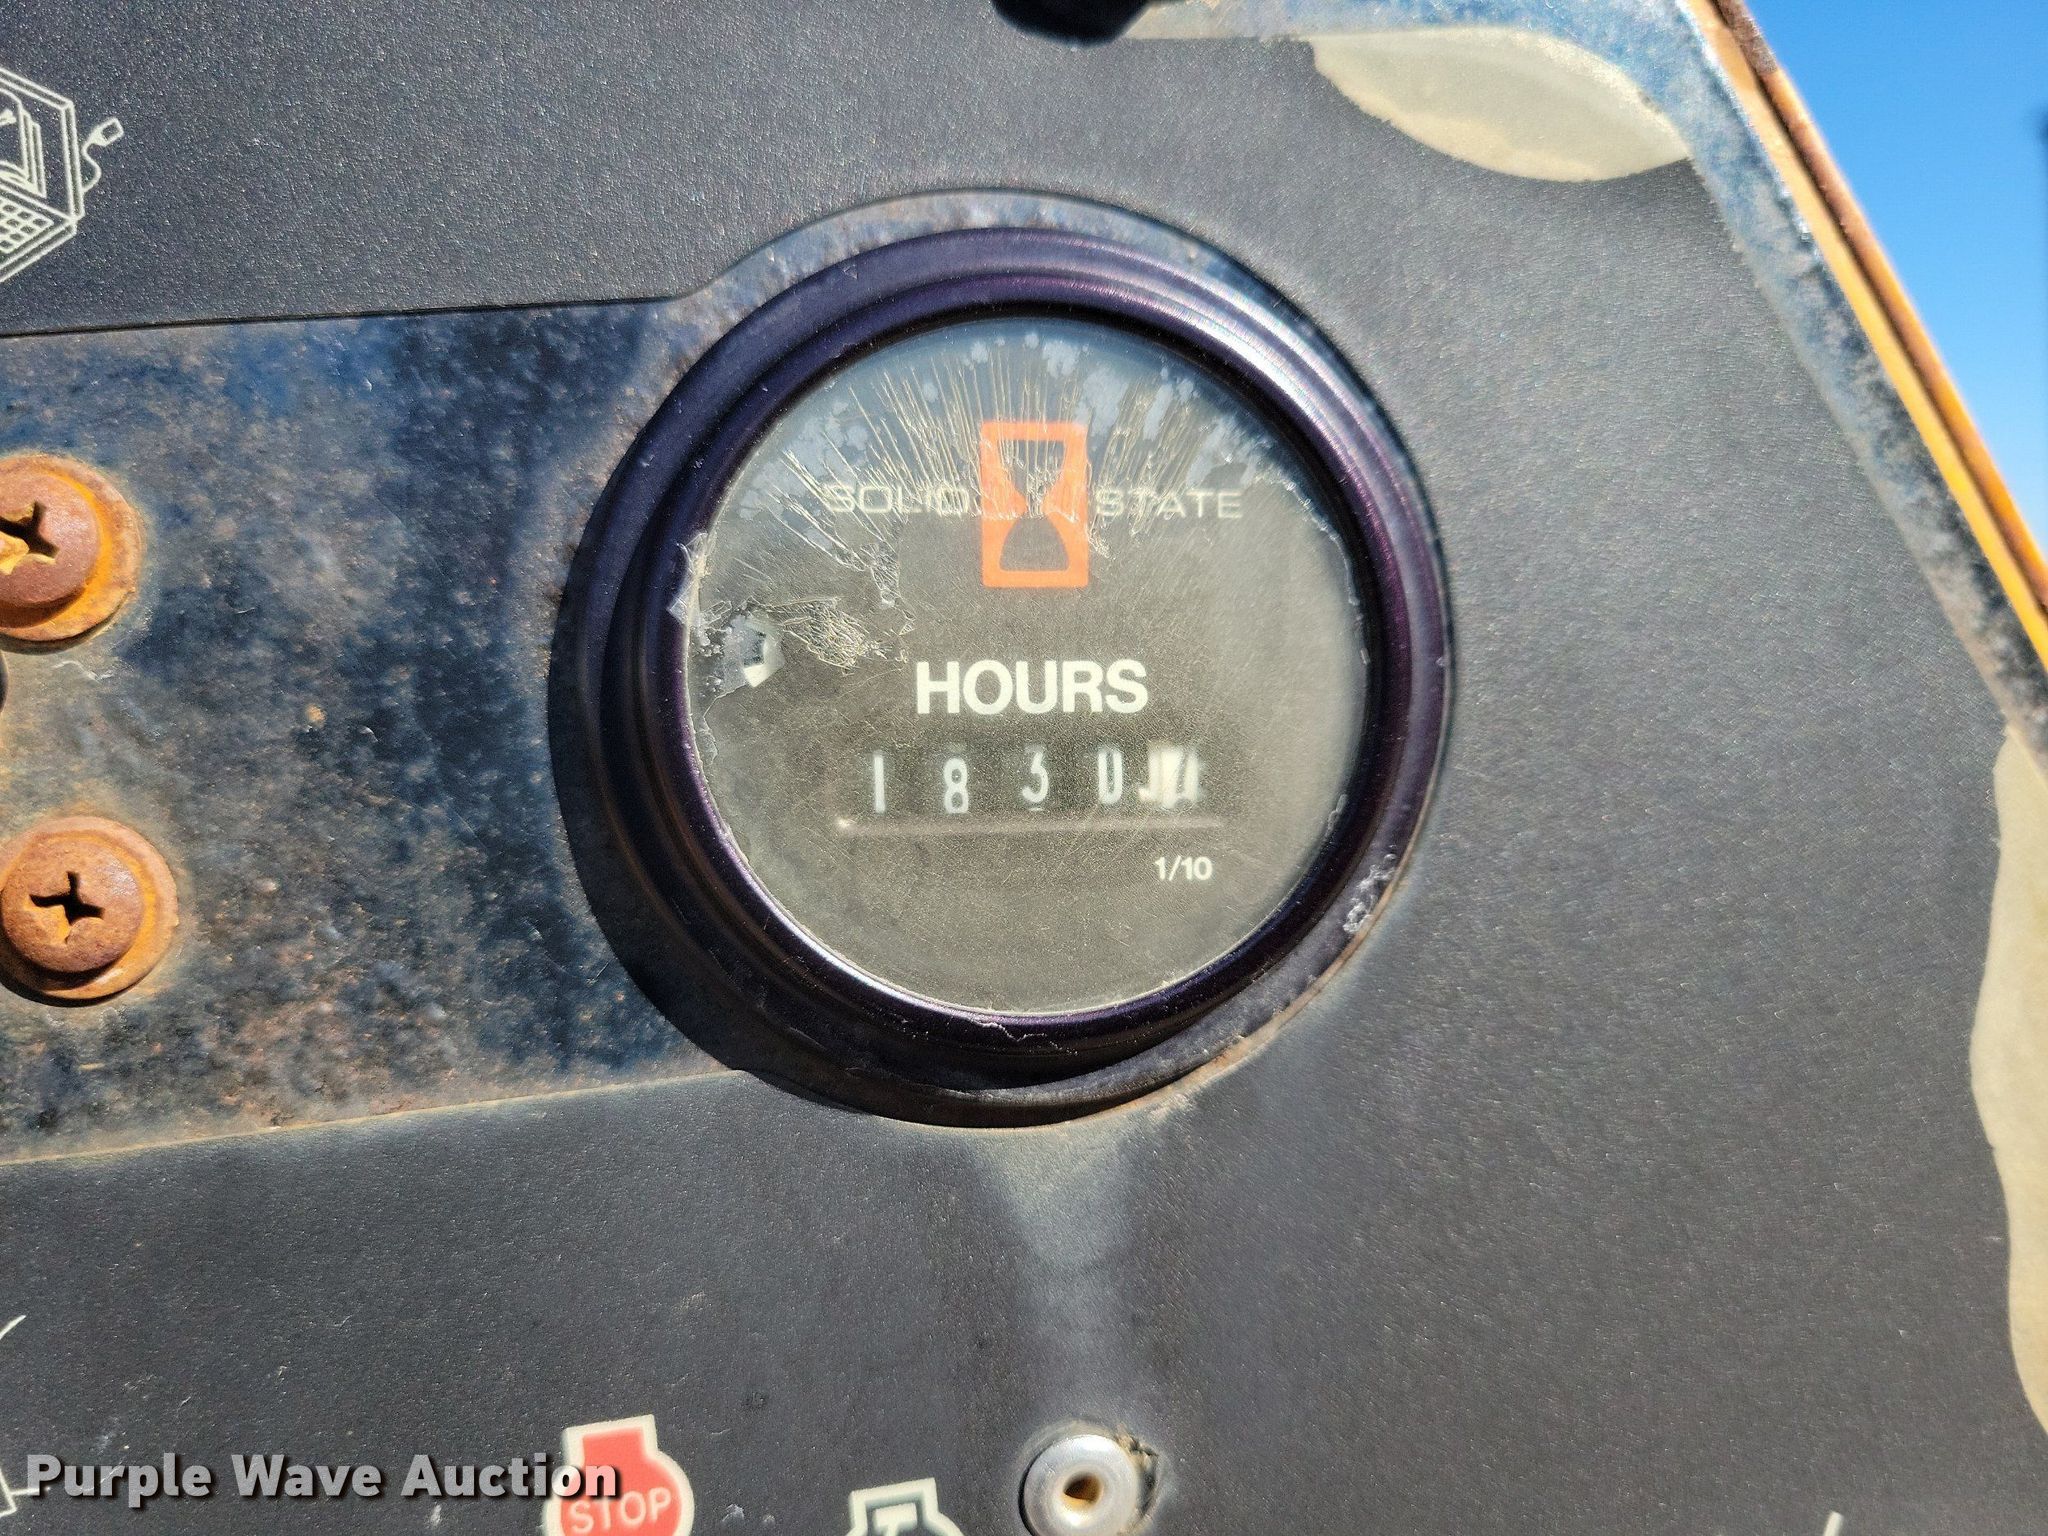 SOLID STATE
HOURS
1830
1/10
STOP
Purple Wave Auction